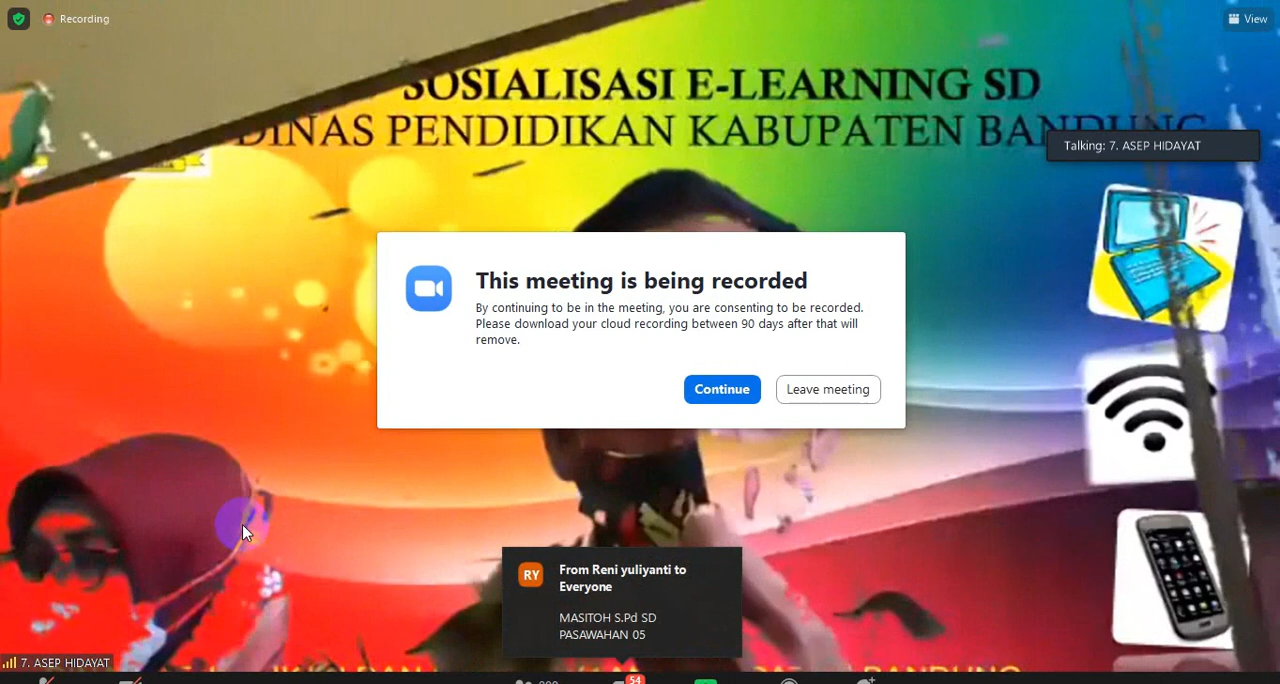 Recording
View
SOSIALISASI E-LEARNING SD
DINAS PENDIDIKAN KABUPATEN BANDUNG
Talking: 7. ASEP HIDAYAT
This meeting is being recorded
By continuing to be in the meeting, you are consenting to be recorded.
Please download your cloud recording between 90 days after that will
remove.
Continue
Leave meeting
RY
From Reni yuliyanti to
Everyone
MASITOH S.Pd SD
PASAWAHAN 05
7. ASEP HIDAYAT
BANDUNG
54